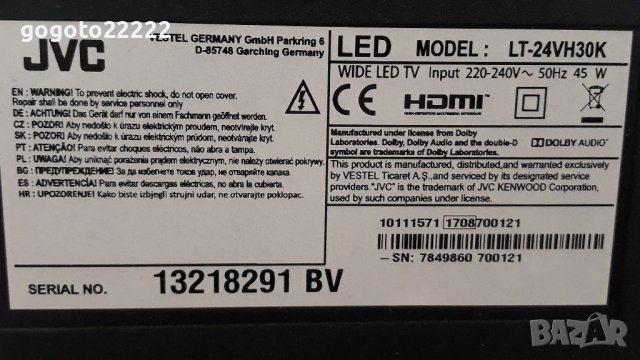 gogoto22222
JVC
VESTEL GERMANY GmbH Parkring 6
D-85748 Garching Germany
EN : WARNING! To prevent electric shock, do not open cover.
Repair shall be done by service personnel only
DE : ACHTUNG! Das Gerät darf nur von einem Fachmann geöffnet werden.
CZ : POZOR! Aby nedošlo k úrazu elektrickým proudem, neotvírejte kryt.
SK : POZOR! Aby nedošlo k úrazu elektrickým prúdom, neotvárajte kryt.
PT : ATENÇÃO! Para evitar choques eléctricos, não abra a tampa.
PL : UWAGA! Aby uniknąć porażenia prądem elektrycznym, nie należy otwierać pokrywy.
BG : ПРЕДУПРЕЖДЕНИЕ! За да избегнете токов удар, не отваряйте капака.
ES : ADVERTENCIA! Para evitar descargas eléctricas, no abra la cubierta.
HR : UPOZORENJE! Kako biste izbjegli strujni udar, ne otvarajte poklopac.
SERIAL NO. 13218291 BV
LED MODEL : LT-24VH30K
WIDE LED TV Input 220-240V~ 50Hz 45 W
CE HDMI
HIGH-DEFINITION MULTIMEDIA INTERFACE
Manufactured under license from Dolby
Laboratories. Dolby, Dolby Audio and the double-D
symbol are trademarks of Dolby Laboratories.
DOLBY AUDIO™
This product is manufactured, distributed,and warranted exclusively
by VESTEL Ticaret A.Ş.,and serviced by its designated service
providers."JVC" is the trademark of JVC KENWOOD Corporation,
used by such companies under license.
10111571 1708 700121
-SN: 7849860 700121
BAZAR